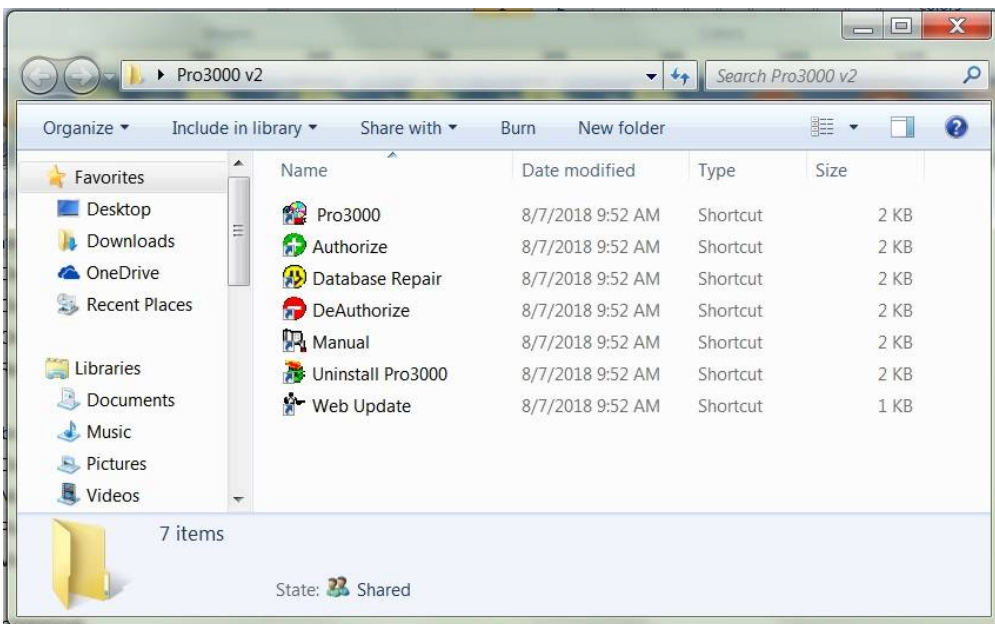 Pro3000 v2
Search Pro3000 v2
Organize Include in library Share with Burn New folder
Name Date modified Type Size
Favorites
Desktop
Downloads
OneDrive
Recent Places
Libraries
Documents
Music
Pictures
Videos
Pro3000 8/7/2018 9:52 AM Shortcut 2 KB
Authorize 8/7/2018 9:52 AM Shortcut 2 KB
Database Repair 8/7/2018 9:52 AM Shortcut 2 KB
DeAuthorize 8/7/2018 9:52 AM Shortcut 2 KB
Manual 8/7/2018 9:52 AM Shortcut 2 KB
Uninstall Pro3000 8/7/2018 9:52 AM Shortcut 2 KB
Web Update 8/7/2018 9:52 AM Shortcut 1 KB
7 items
State: Shared